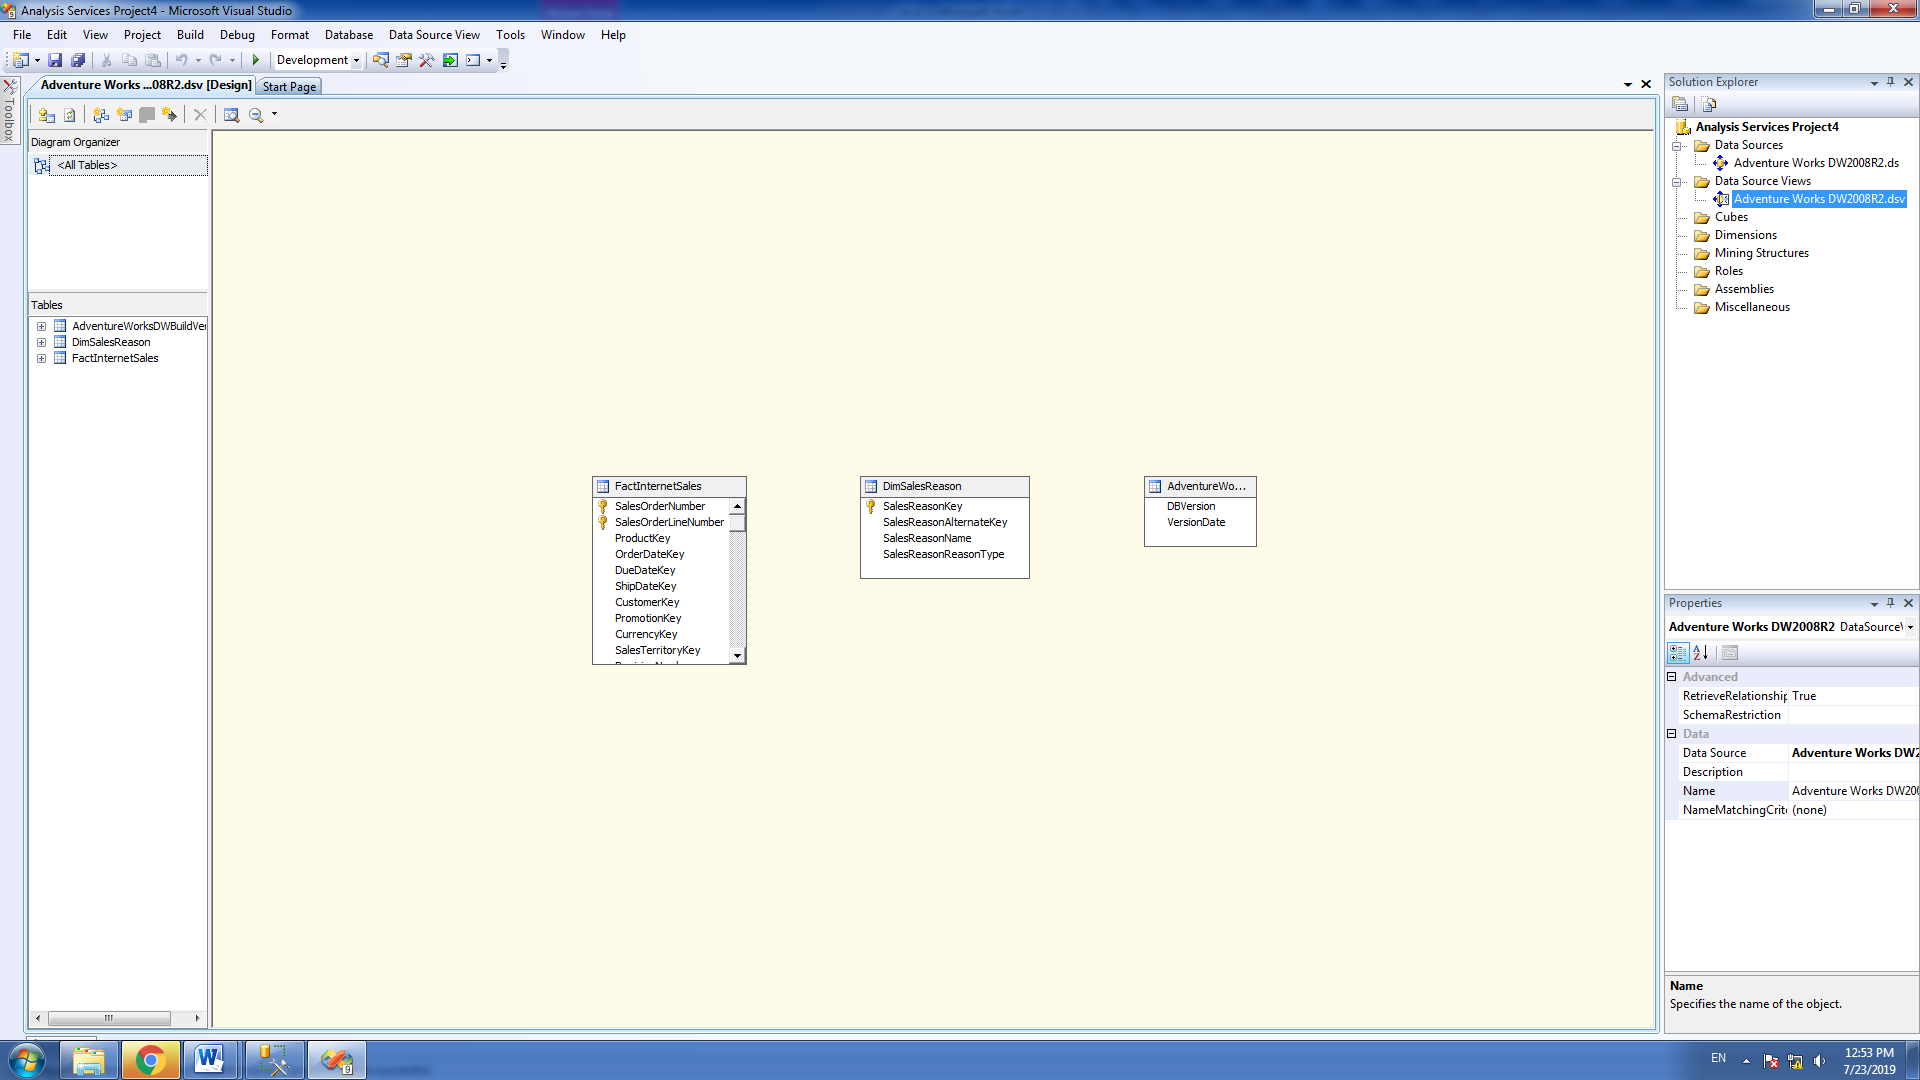 Analysis Services Project4 - Microsoft Visual Studio
File Edit View Project Build Debug Format Database Data Source View Tools Window Help
Development
Toolbox
Adventure Works ...08R2.dsv [Design] Start Page
Diagram Organizer
<All Tables>
Tables
AdventureWorksDWBuildVer
DimSalesReason
FactInternetSales
FactInternetSales
SalesOrderNumber
SalesOrderLineNumber
ProductKey
OrderDateKey
DueDateKey
ShipDateKey
CustomerKey
PromotionKey
CurrencyKey
SalesTerritoryKey
DimSalesReason
SalesReasonKey
SalesReasonAlternateKey
SalesReasonName
SalesReasonReasonType
AdventureWo...
DBVersion
VersionDate
Solution Explorer
Analysis Services Project4
Data Sources
Adventure Works DW2008R2.ds
Data Source Views
Adventure Works DW2008R2.dsv
Cubes
Dimensions
Mining Structures
Roles
Assemblies
Miscellaneous
Properties
Adventure Works DW2008R2 DataSourceV
Advanced
RetrieveRelationship True
SchemaRestriction
Data
Data Source Adventure Works DW2
Description
Name Adventure Works DW200
NameMatchingCrite (none)
Name
Specifies the name of the object.
EN
12:53 PM
7/23/2019